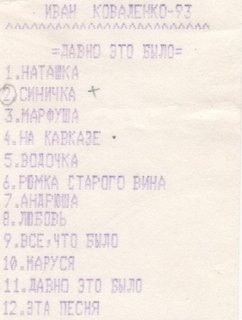 ИВАН КОВАЛЕНКО-93
=ДАВНО ЭТО БЫЛО=
1.НАТАШКА
2.СИНИЧКА +
3.МАРФУША
4.НА КАВКАЗЕ
5.ВОДОЧКА
6.РЮМКА СТАРОГО ВИНА
7.АНДРЮША
8.ЛЮБОВЬ
9.ВСЕ,ЧТО БЫЛО
10.МАРУСЯ
11.ДАВНО ЭТО БЫЛО
12.ЭТА ПЕСНЯ